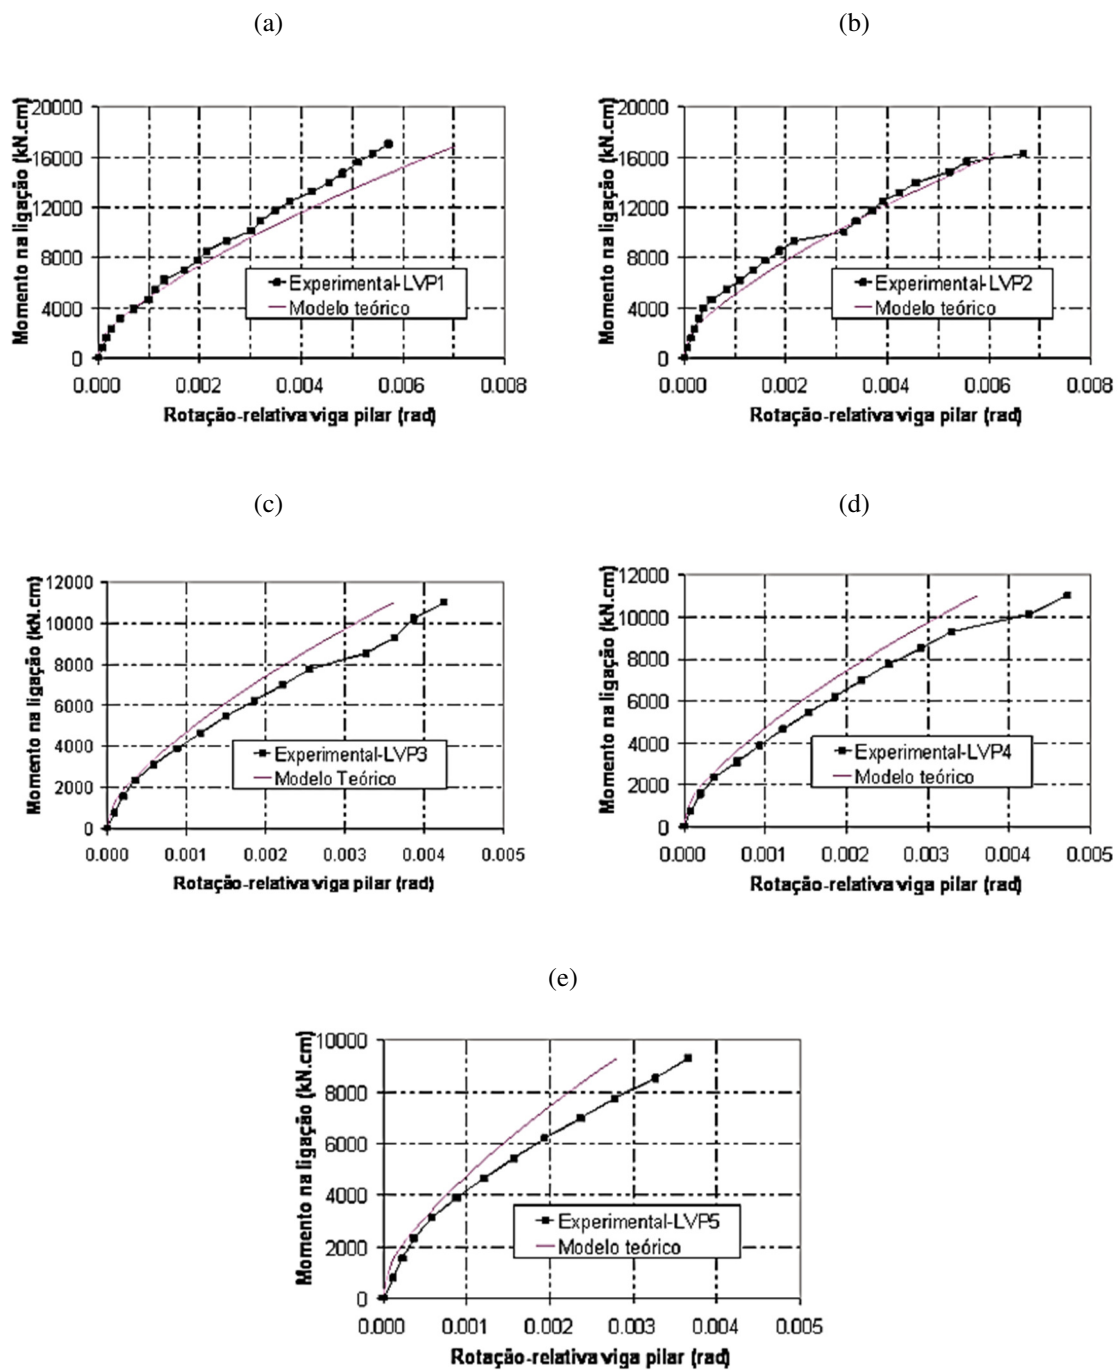 (a)
(b)
20000
16000
12000
8000
4000
0
Momento na ligação (kN.cm)
Experimental-LVP1
Modelo teórico
0.000 0.002 0.004 0.006 0.008
Rotação-relativa viga pilar (rad)
20000
16000
12000
8000
4000
0
Momento na ligação (kN.cm)
Experimental-LVP2
Modelo teórico
0.000 0.002 0.004 0.006 0.008
Rotação-relativa viga pilar (rad)
(c)
(d)
12000
10000
8000
6000
4000
2000
0
Momento na ligação (kN.cm)
Experimental-LVP3
Modelo Teórico
0.000 0.001 0.002 0.003 0.004 0.005
Rotação-relativa viga pilar (rad)
12000
10000
8000
6000
4000
2000
0
Momento na ligação (kN.cm)
Experimental-LVP4
Modelo teórico
0.000 0.001 0.002 0.003 0.004 0.005
Rotação-relativa viga pilar (rad)
(e)
10000
8000
6000
4000
2000
0
Momento na ligação (kN.cm)
Experimental-LVP5
Modelo teórico
0.000 0.001 0.002 0.003 0.004 0.005
Rotação-relativa viga pilar (rad)